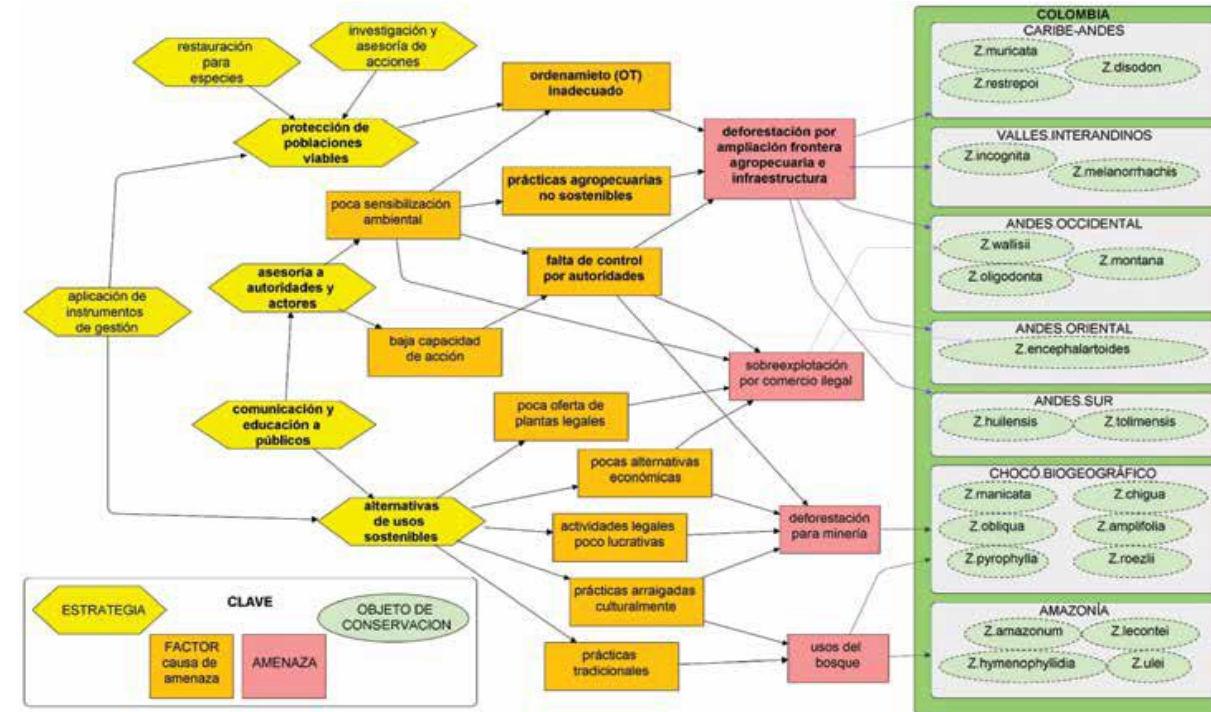 restauración
para
especies
investigación y
asesoría de
acciones
protección de
poblaciones
viables
aplicación de
instrumentos
de gestión
asesoría a
autoridades y
actores
comunicación y
educación a
públicos
alternativas
de usos
sostenibles
ordenamieto (OT)
inadecuado
poca sensibilización
ambiental
prácticas agropecuarias
no sostenibles
falta de control
por autoridades
baja capacidad
de acción
poca oferta de
plantas legales
pocas alternativas
económicas
actividades legales
poco lucrativas
prácticas arraigadas
culturalmente
prácticas
tradicionales
deforestación por
ampliación frontera
agropecuaria e
infraestructura
sobreexplotación
por comercio ilegal
deforestación
para minería
usos del
bosque
COLOMBIA
CARIBE-ANDES
Z.muricata
Z.disodon
Z.restrepoi
VALLES.INTERANDINOS
Z.incognita
Z.melanorrhachis
ANDES.OCCIDENTAL
Z.wallisii
Z.montana
Z.oligodonta
ANDES.ORIENTAL
Z.encephalartoides
ANDES.SUR
Z.huilensis
Z.tolimensis
CHOCÓ.BIOGEOGRÁFICO
Z.manicata
Z.chigua
Z.obliqua
Z.amplifolia
Z.pyrophylla
Z.roezlii
AMAZONÍA
Z.amazonum
Z.lecontei
Z.hymenophyllidia
Z.ulei
CLAVE
ESTRATEGIA
OBJETO DE
CONSERVACION
FACTOR
causa de
amenaza
AMENAZA